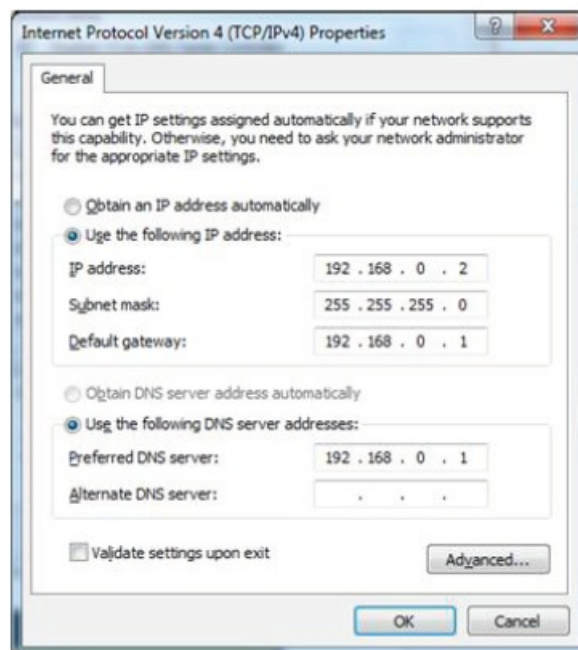 Internet Protocol Version 4 (TCP/IPv4) Properties
General
You can get IP settings assigned automatically if your network supports
this capability. Otherwise, you need to ask your network administrator
for the appropriate IP settings.
Obtain an IP address automatically
Use the following IP address:
IP address: 192 . 168 . 0 . 2
Subnet mask: 255 . 255 . 255 . 0
Default gateway: 192 . 168 . 0 . 1
Obtain DNS server address automatically
Use the following DNS server addresses:
Preferred DNS server: 192 . 168 . 0 . 1
Alternate DNS server: . . .
Validate settings upon exit
Advanced...
OK Cancel